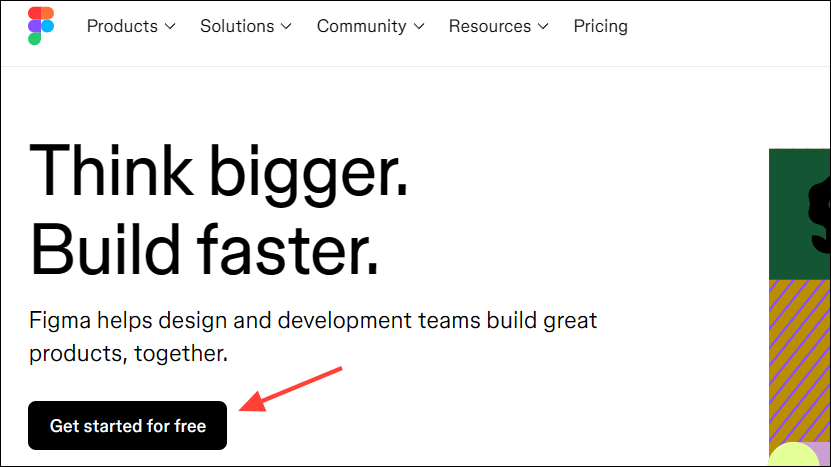 Products Solutions Community Resources Pricing
Think bigger.
Build faster.
Figma helps design and development teams build great
products, together.
Get started for free